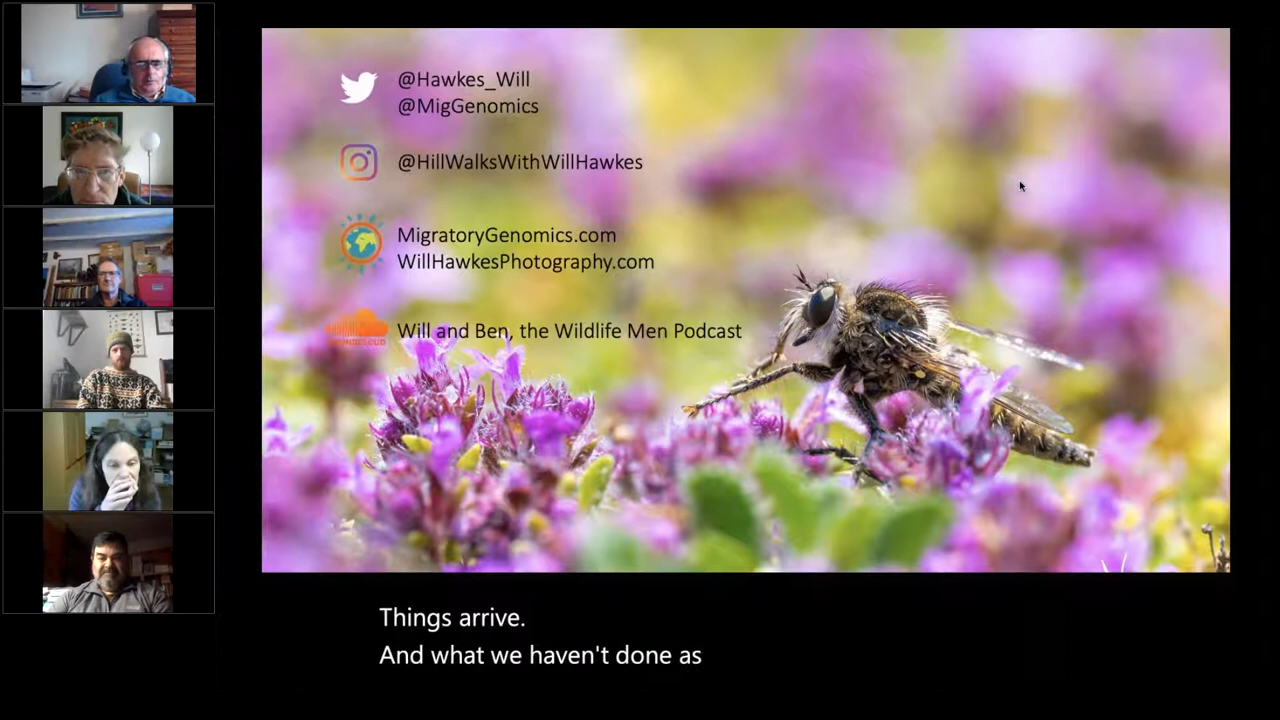 @Hawkes_Will
@MigGenomics
@HillWalksWithWillHawkes
MigratoryGenomics.com
WillHawkesPhotography.com
Will and Ben, the Wildlife Men Podcast
Things arrive.
And what we haven't done as